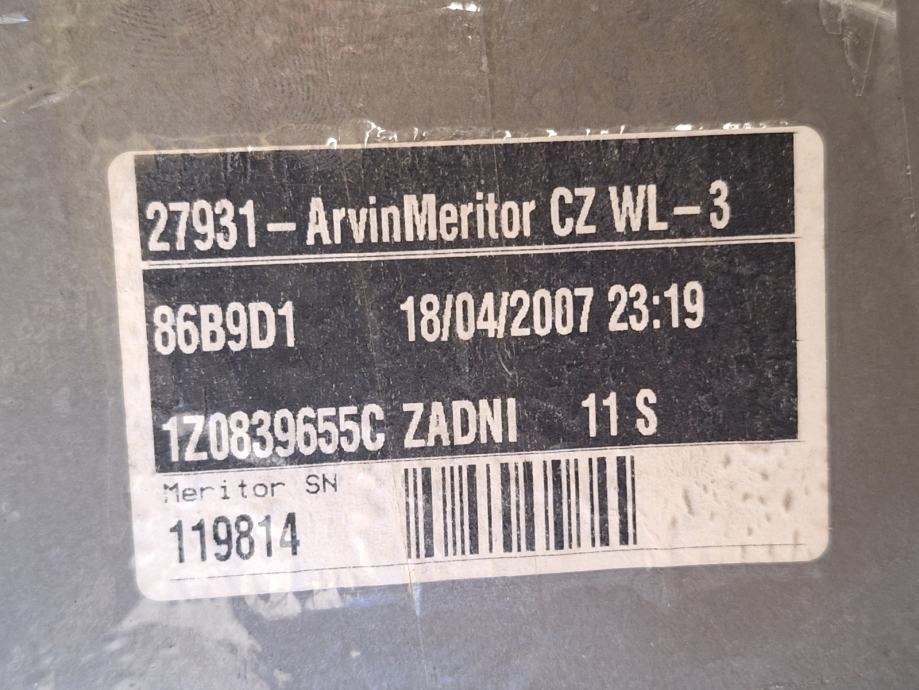 27931-ArvinMeritor CZ WL-3
86B9D1 18/04/2007 23:19
1Z0839655C ZADNI 11 S
Meritor SN
119814